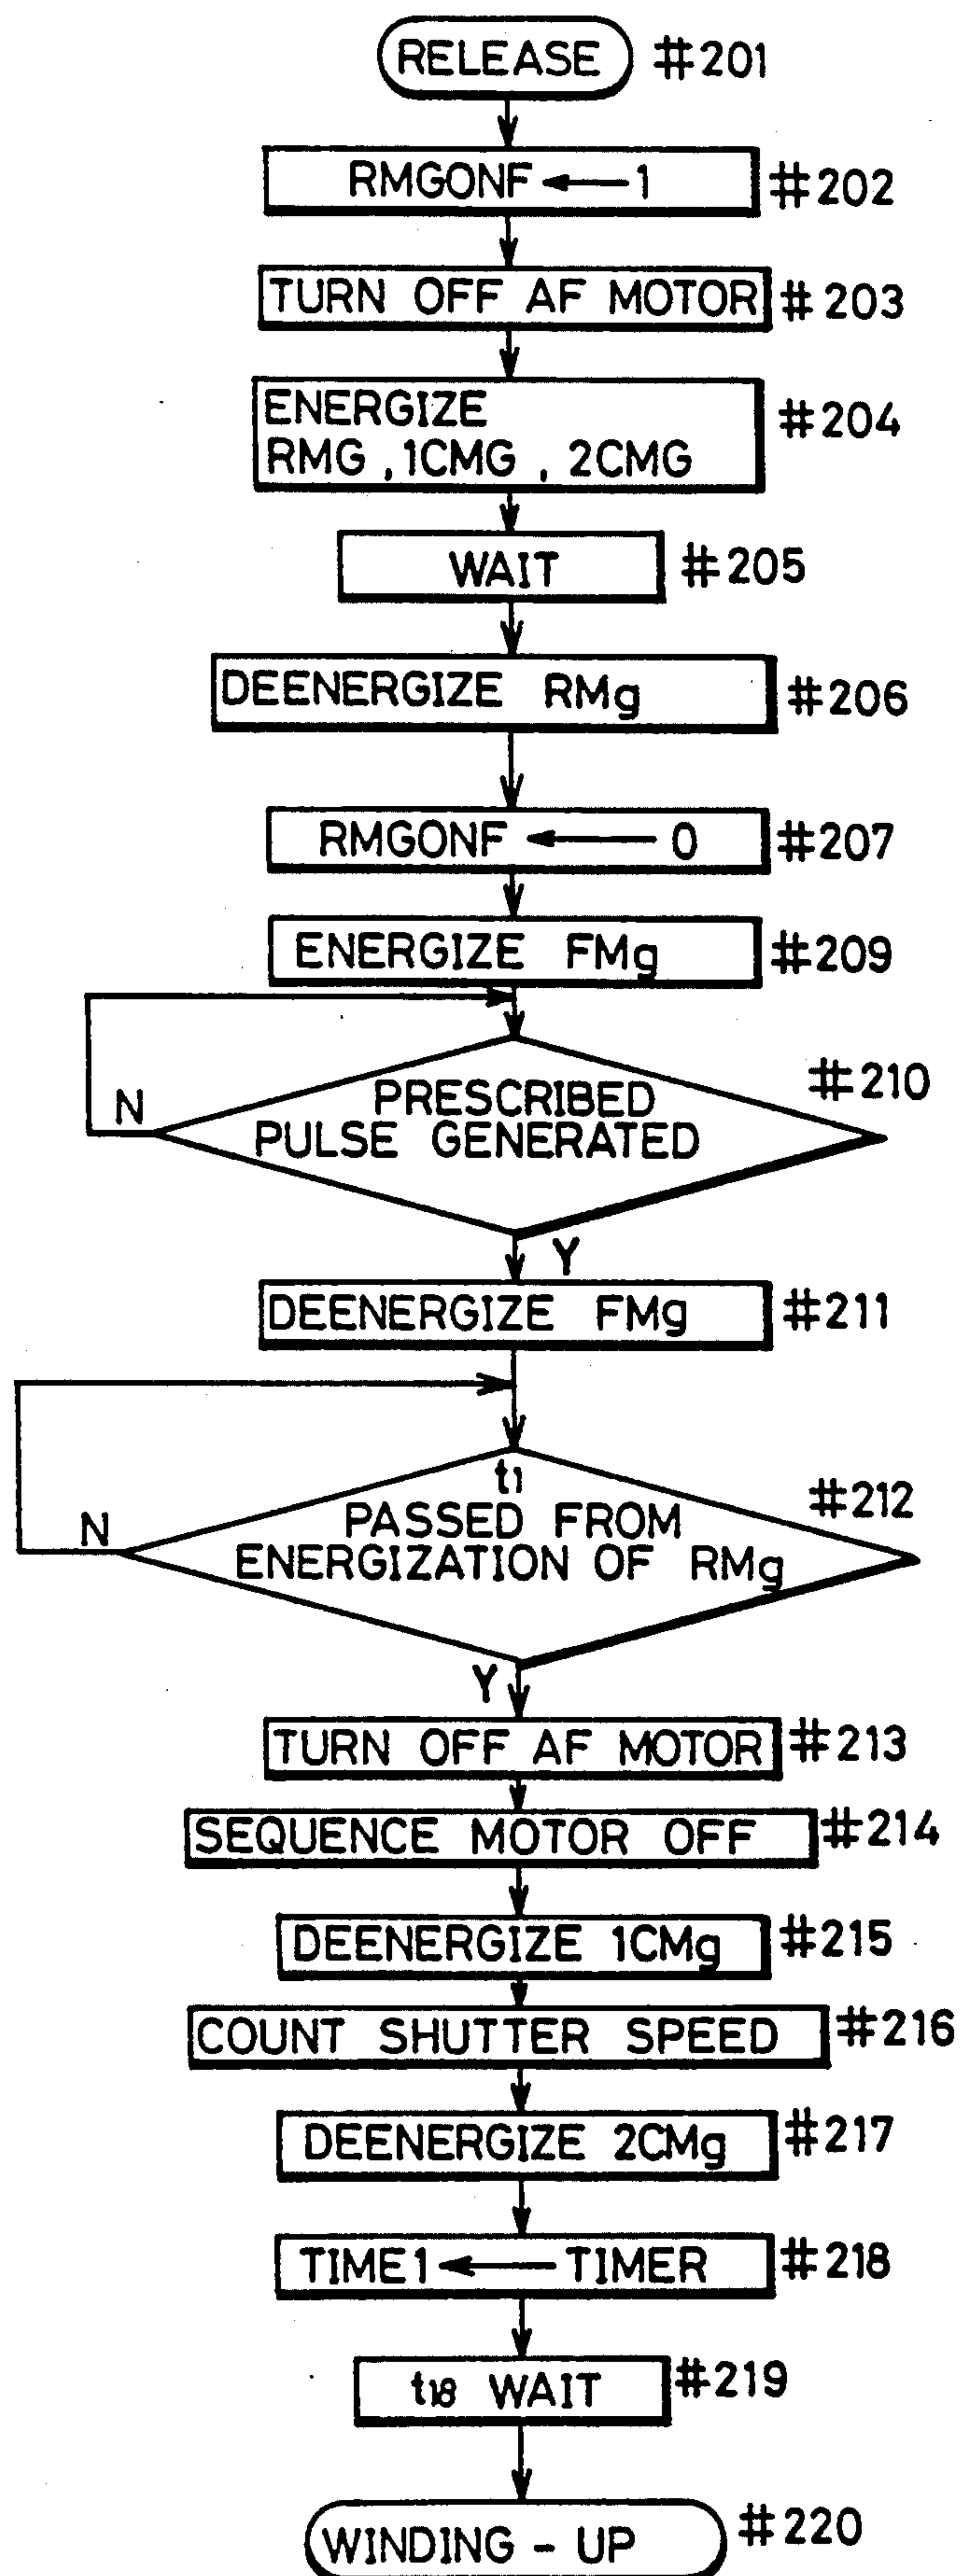 RELEASE #201
RMGONF ← 1 #202
TURN OFF AF MOTOR #203
ENERGIZE
RMG , 1CMG , 2CMG #204
WAIT #205
DEENERGIZE RMg #206
RMGONF ← 0 #207
ENERGIZE FMg #209
PRESCRIBED #210
PULSE GENERATED
N
Y
DEENERGIZE FMg #211
t1 #212
PASSED FROM
ENERGIZATION OF RMg
N
Y
TURN OFF AF MOTOR #213
SEQUENCE MOTOR OFF #214
DEENERGIZE 1CMg #215
COUNT SHUTTER SPEED #216
DEENERGIZE 2CMg #217
TIME1 ← TIMER #218
t18 WAIT #219
WINDING - UP #220